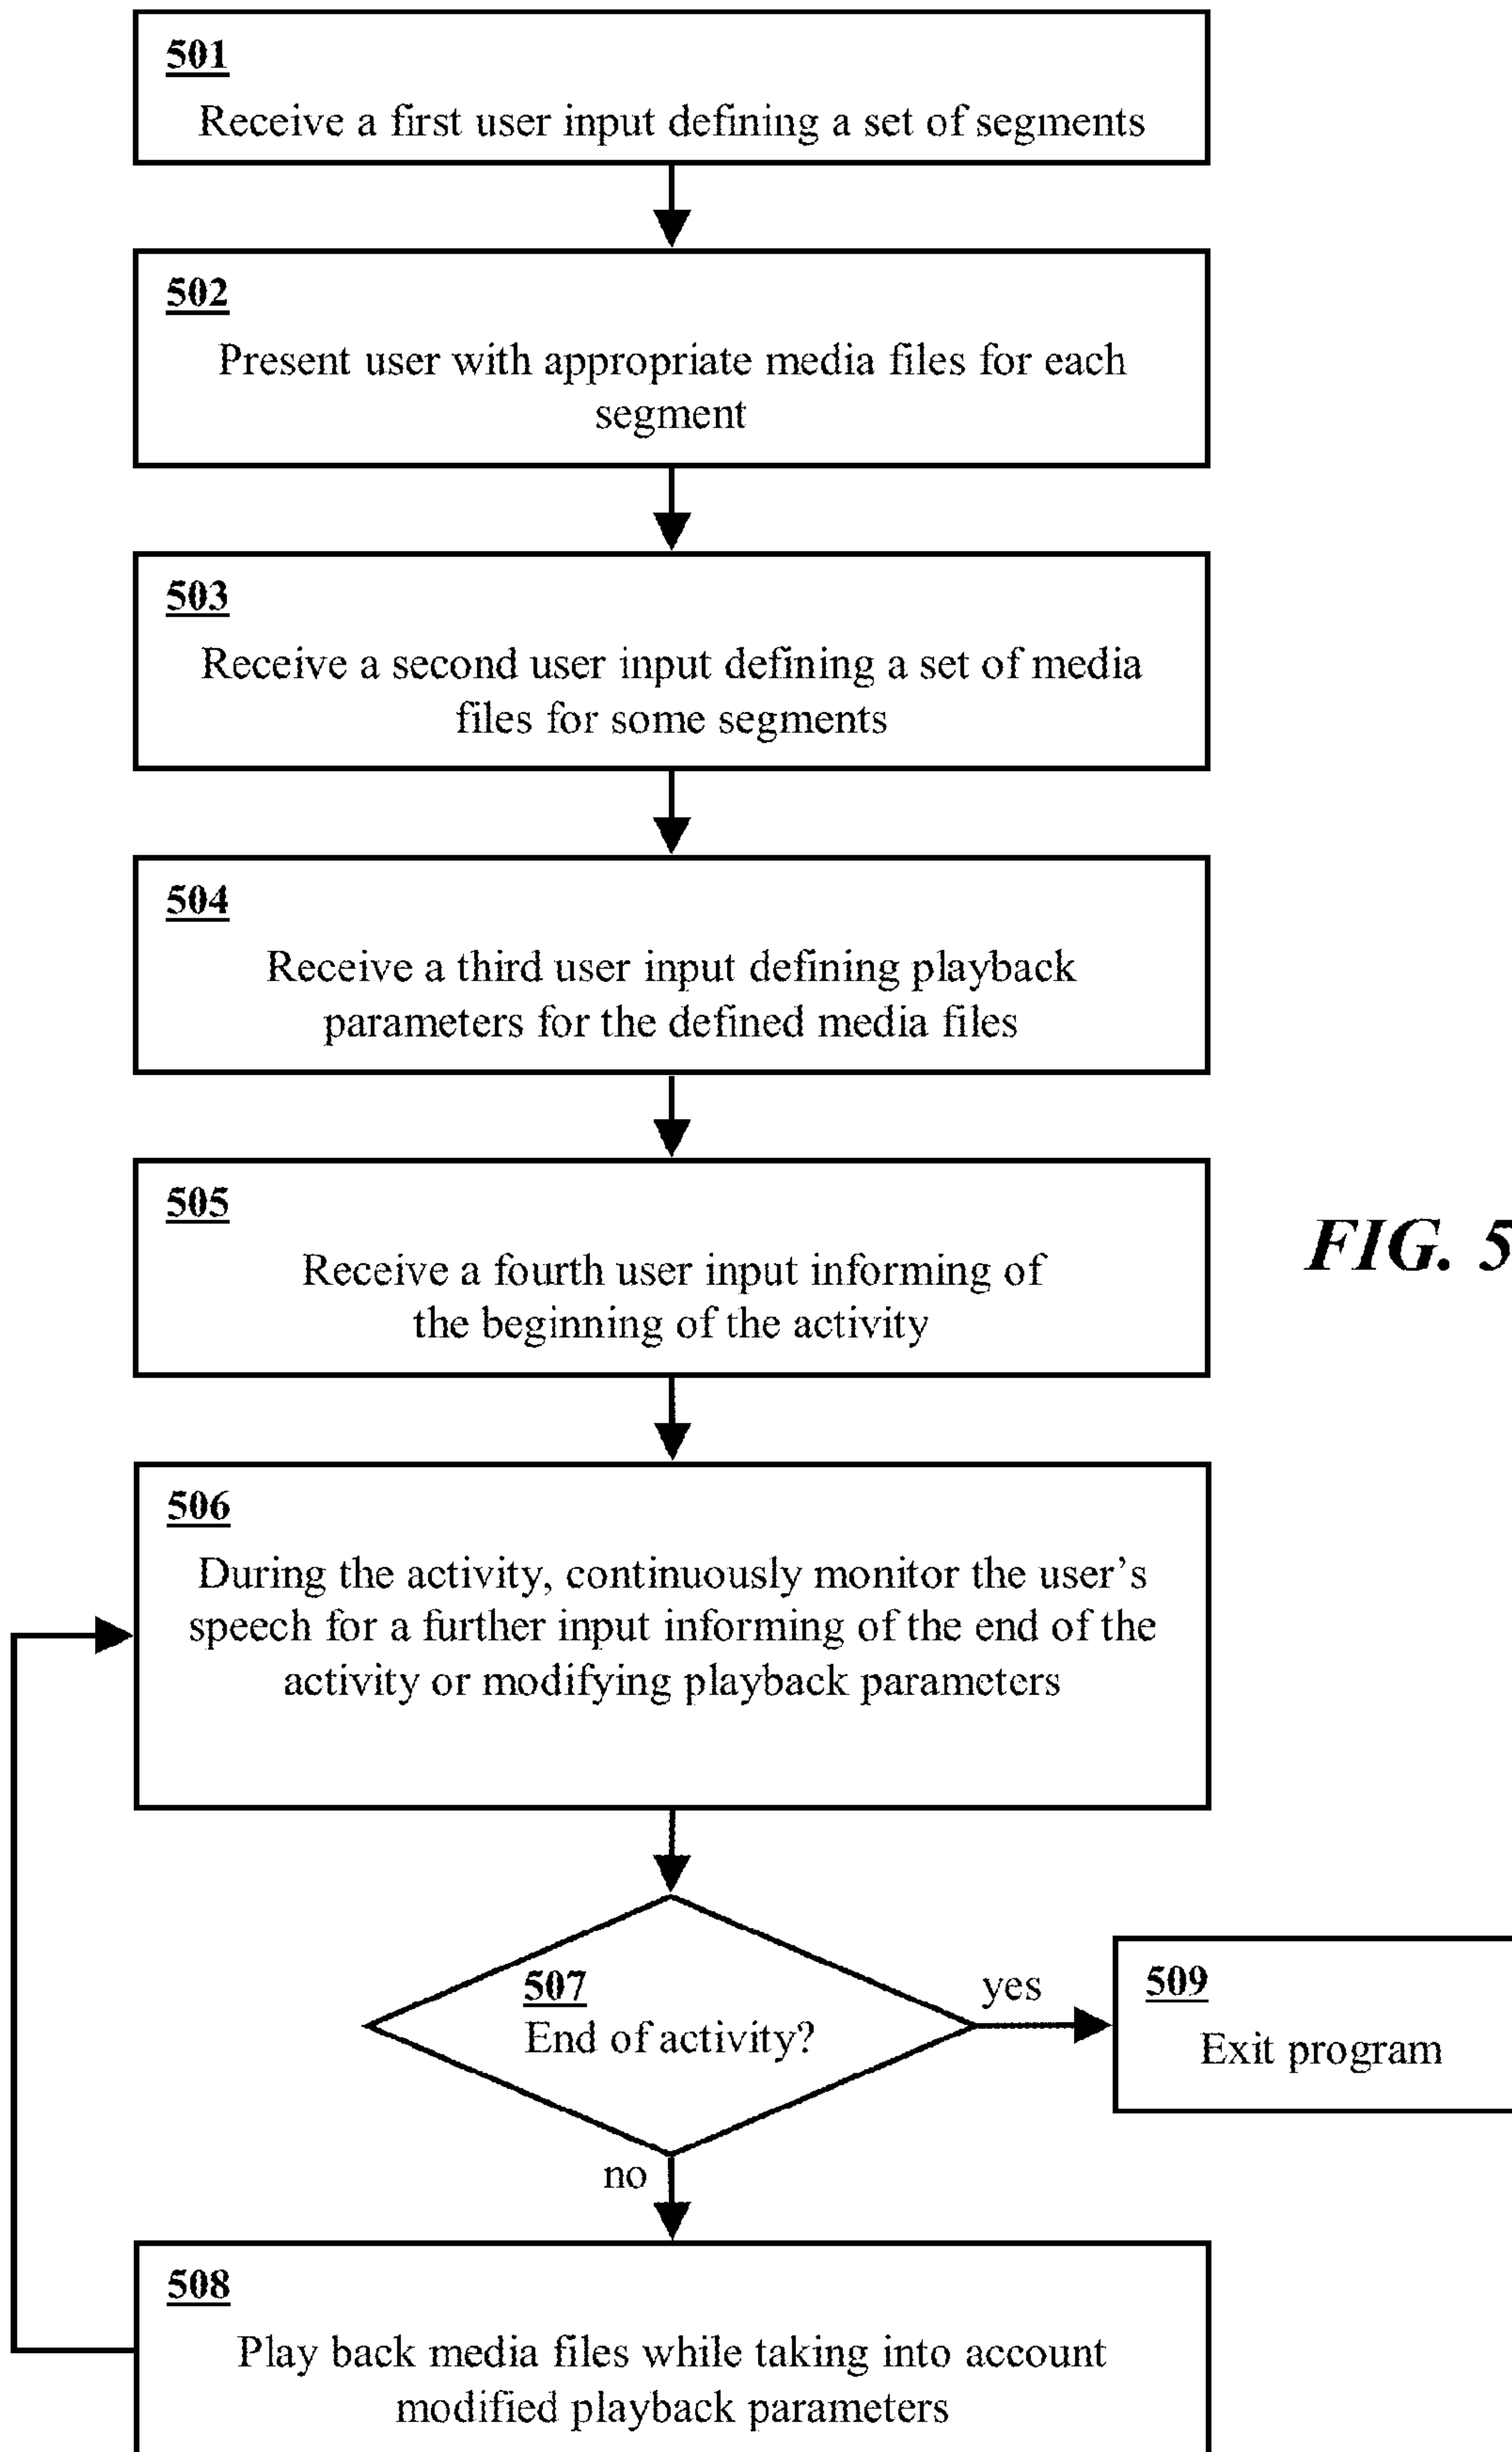 501
Receive a first user input defining a set of segments
502
Present user with appropriate media files for each
segment
503
Receive a second user input defining a set of media
files for some segments
504
Receive a third user input defining playback
parameters for the defined media files
505
Receive a fourth user input informing of
the beginning of the activity
FIG. 5
506
During the activity, continuously monitor the user's
speech for a further input informing of the end of the
activity or modifying playback parameters
507
End of activity?
yes
509
Exit program
no
508
Play back media files while taking into account
modified playback parameters